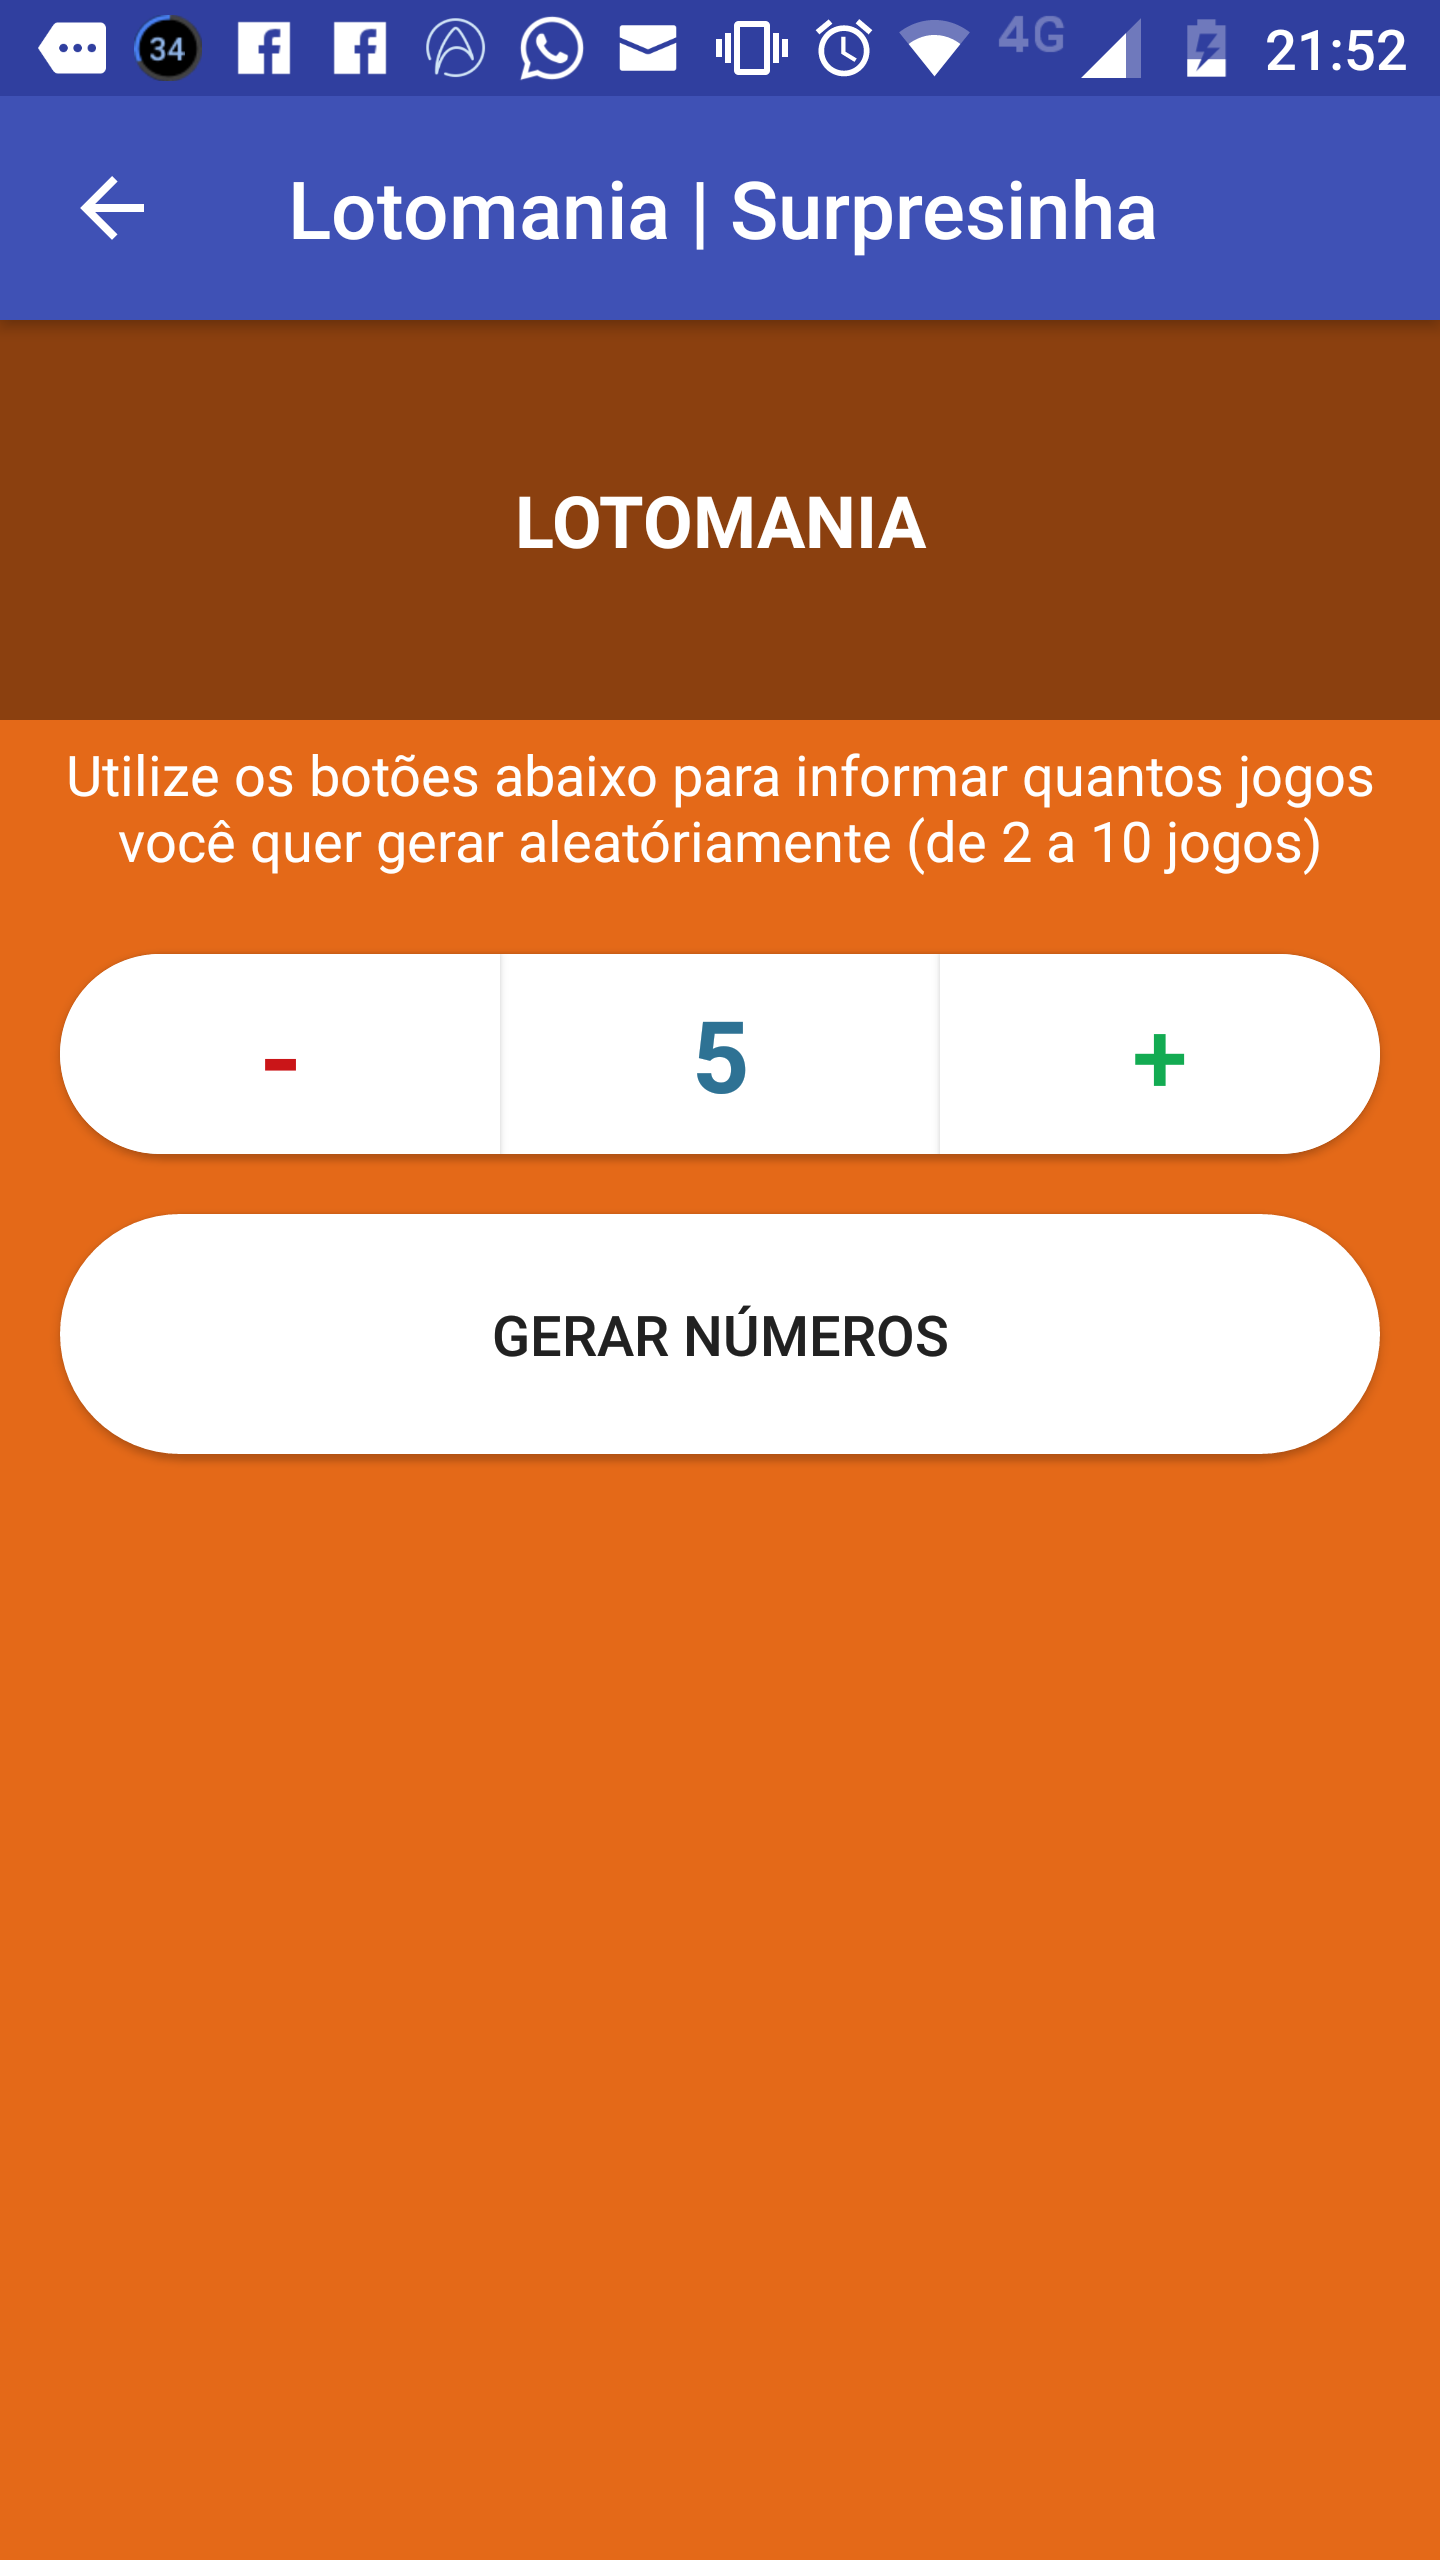 34
4G
21:52
Lotomania | Surpresinha
LOTOMANIA
Utilize os botões abaixo para informar quantos jogos
você quer gerar aleatóriamente (de 2 a 10 jogos)
- 5 +
GERAR NÚMEROS